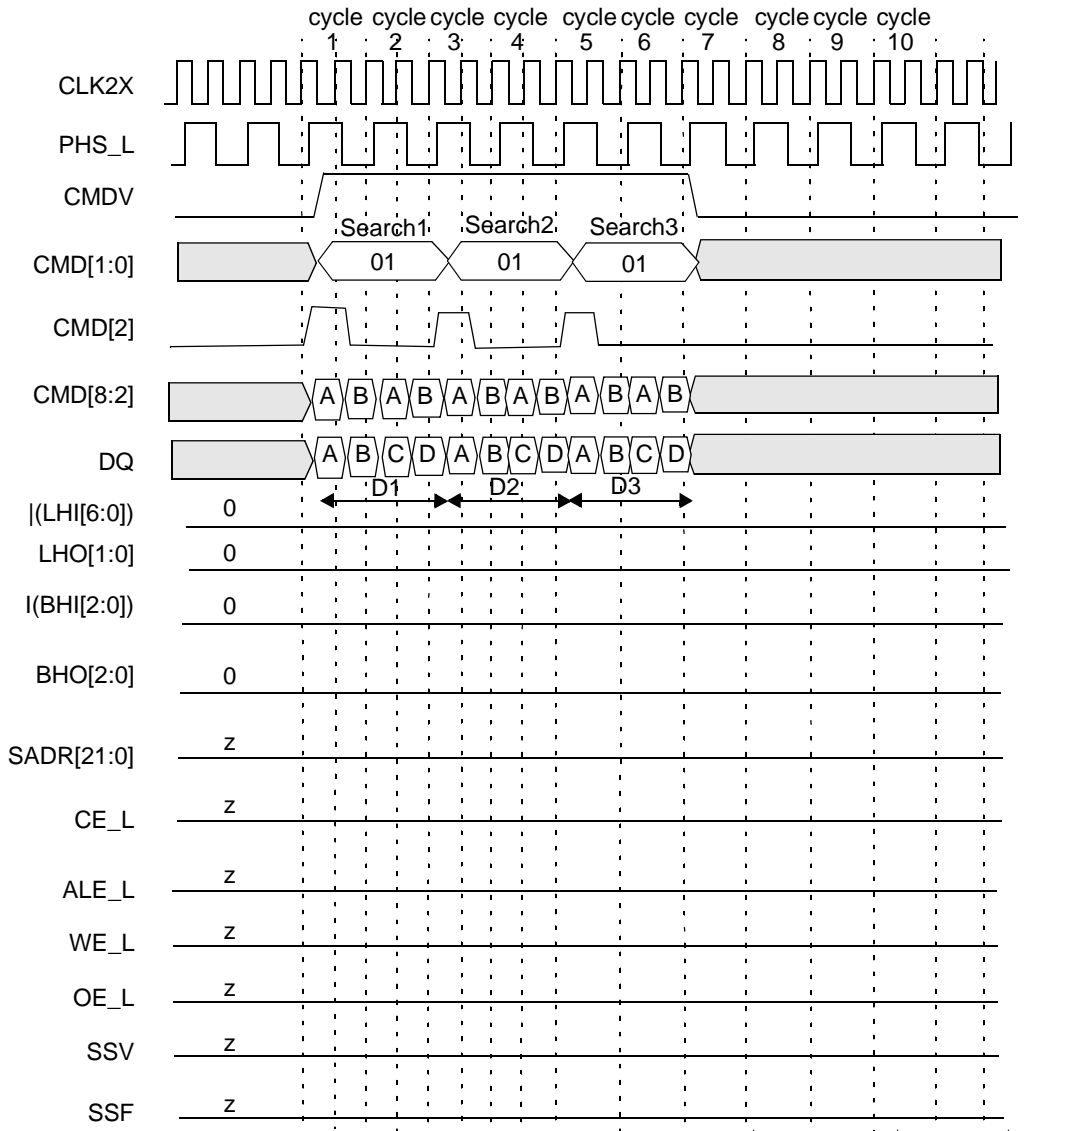 cycle cycle cycle cycle cycle cycle cycle cycle cycle cycle
1 2 3 4 5 6 7 8 9 10
CLK2X
PHS_L
CMDV
Search1 Search2 Search3
CMD[1:0] 01 01 01
CMD[2]
CMD[8:2] A B A B A B A B A B A B
DQ A B C D A B C D A B C D
D1 D2 D3
|(LHI[6:0]) 0
LHO[1:0] 0
I(BHI[2:0]) 0
BHO[2:0] 0
SADR[21:0] z
CE_L z
ALE_L z
WE_L z
OE_L z
SSV z
SSF z